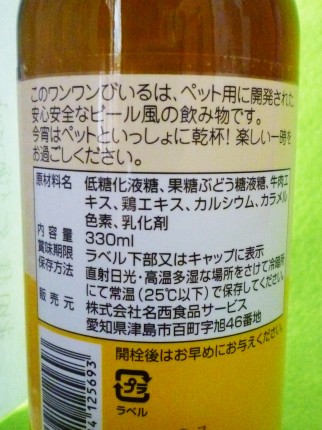 このワンワンびいるは、ペット用に開発された
安心安全なビール風の飲み物です。
今宵はペットといっしょに乾杯！楽しい一時を
お過ごしください。
原材料名 低糖化液糖、果糖ぶどう糖液糖、牛肉エ
キス、鶏エキス、カルシウム、カラメル
色素、乳化剤
内容量 330ml
賞味期限 ラベル下部又はキャップに表示
保存方法 直射日光・高温多湿な場所をさけて冷暗所
にて常温(25℃以下)で保存してください。
販売元 株式会社名西食品サービス
愛知県津島市百町字旭46番地
開栓後はお早めにお与えください。
プラ
ラベル
4125693